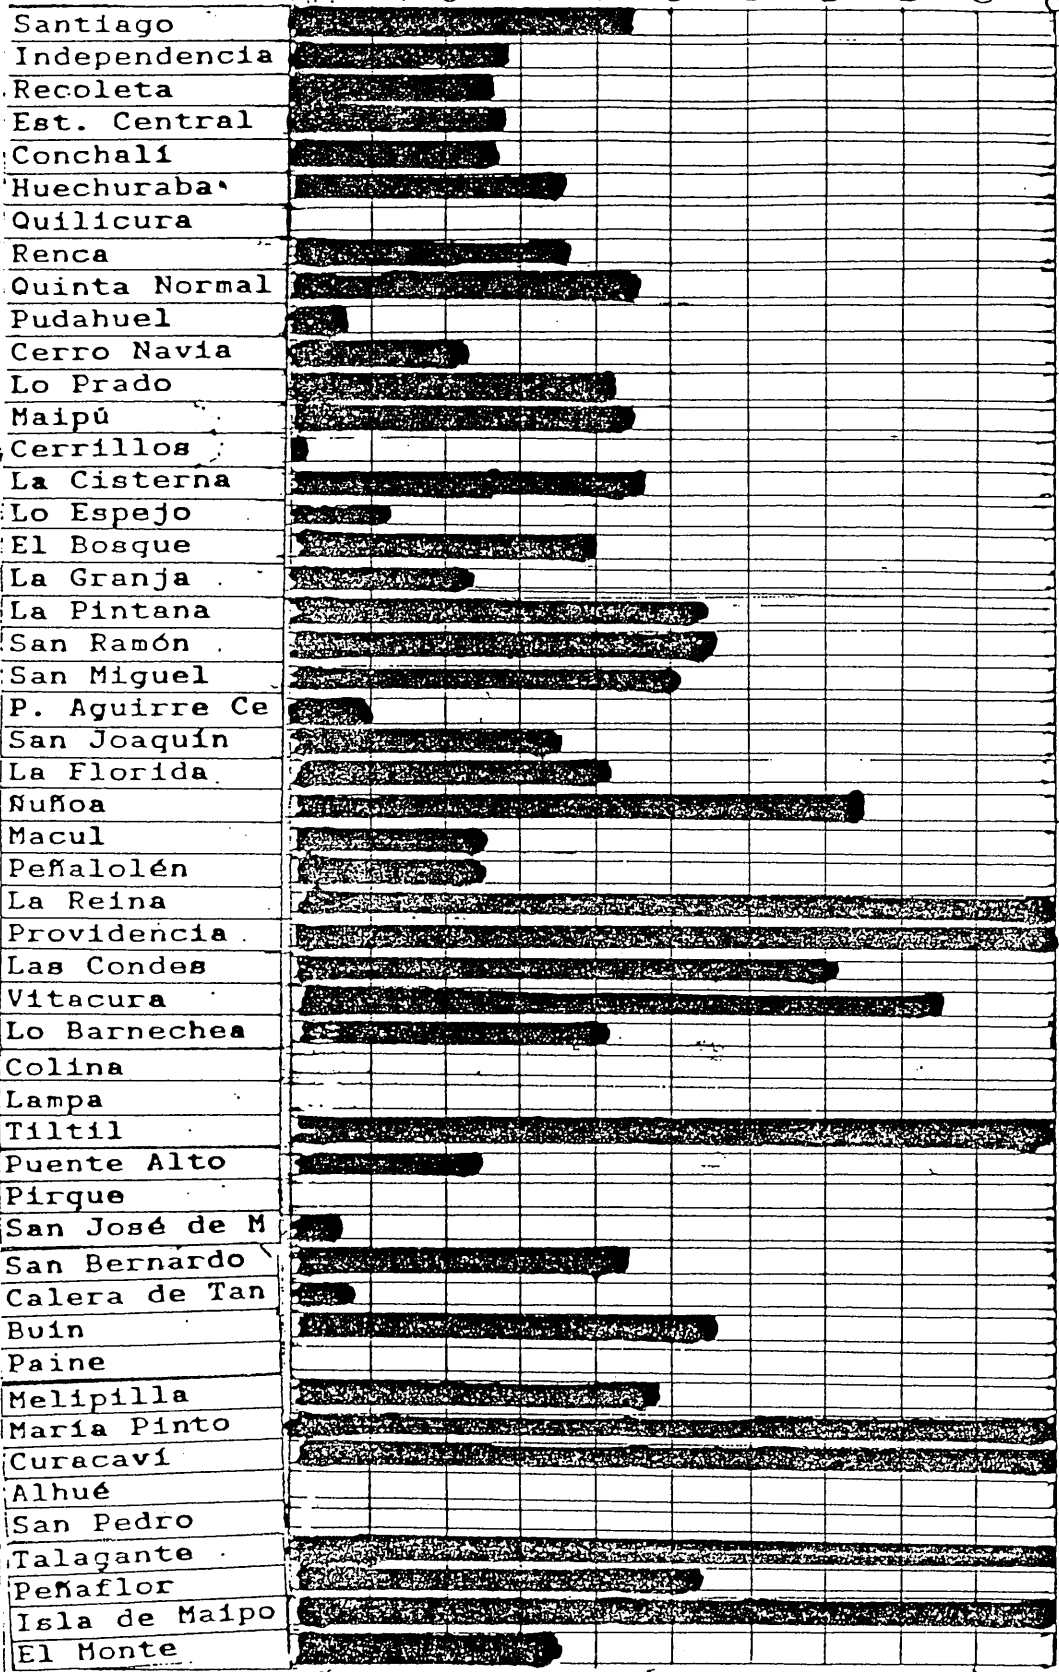 Santiago
Independencia
Recoleta
Est. Central
Conchalí
Huechuraba
Quilicura
Renca
Quinta Normal
Pudahuel
Cerro Navia
Lo Prado
Maipú
Cerrillos
La Cisterna
Lo Espejo
El Bosque
La Granja
La Pintana
San Ramón
San Miguel
P. Aguirre Ce
San Joaquín
La Florida
Ñuñoa
Macul
Peñalolén
La Reina
Providencia
Las Condes
Vitacura
Lo Barnechea
Colina
Lampa
Tiltil
Puente Alto
Pirque
San José de M
San Bernardo
Calera de Tan
Buin
Paine
Melipilla
María Pinto
Curacaví
Alhué
San Pedro
Talagante
Peñaflor
Isla de Maipo
El Monte